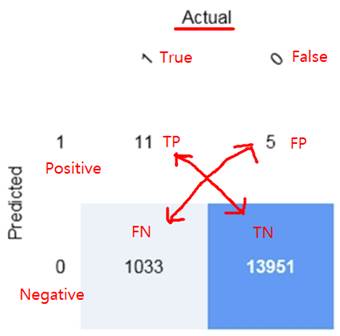 Actual
1 True 0 False
1 11 TP 5 FP
Positive
Predicted
FN TN
0 1033 13951
Negative